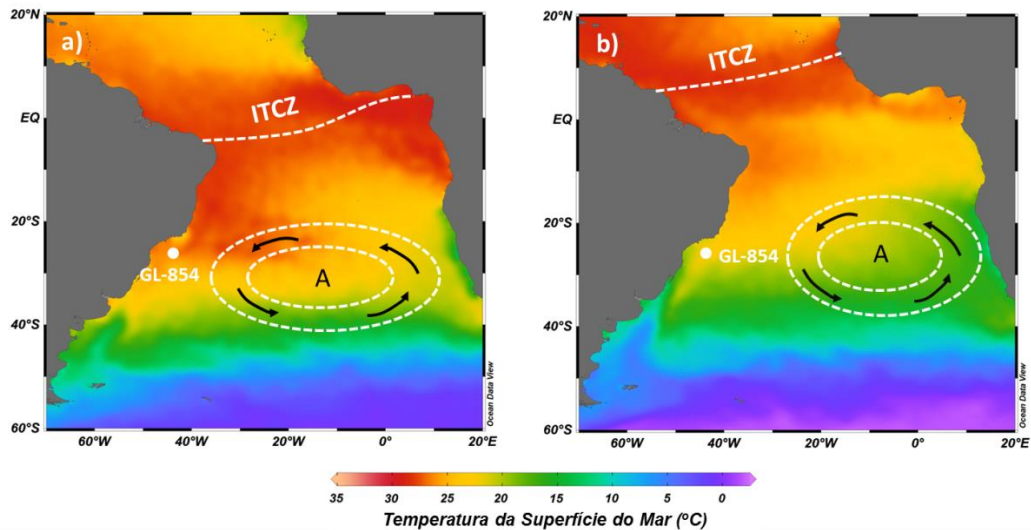 20°N
a)
ITCZ
EQ
20°S
GL-854
A
40°S
60°S
60°W
40°W
20°W
0°
20°E
Ocean Data View
20°N
b)
ITCZ
EQ
20°S
GL-854
A
40°S
60°S
60°W
40°W
20°W
0°
20°E
Ocean Data View
35 30 25 20 15 10 5 0
Temperatura da Superfície do Mar (ºC)